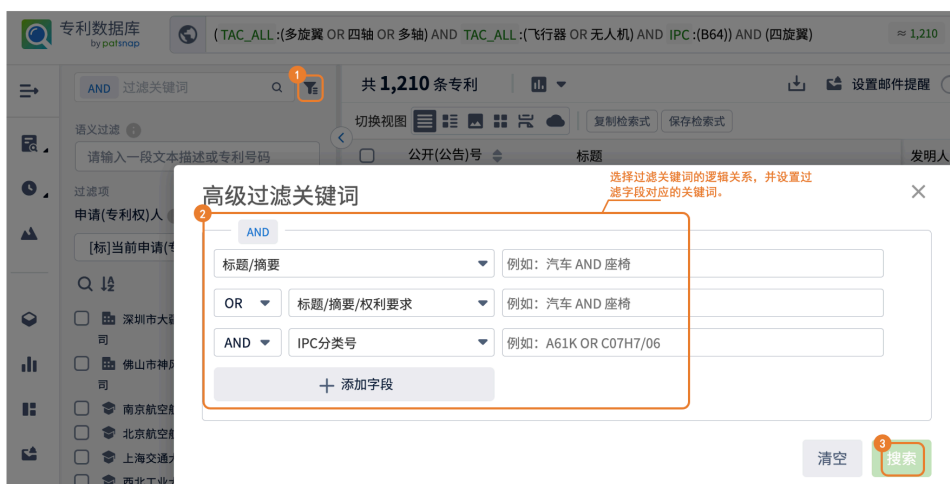 专利数据库
by patsnap
( TAC_ALL :(多旋翼 OR 四轴 OR 多轴) AND TAC_ALL :(飞行器 OR 无人机) AND IPC :(B64)) AND (四旋翼)
≈ 1,210
AND 过滤关键词
1
共 1,210 条专利
设置邮件提醒
语义过滤
切换视图
复制检索式
保存检索式
请输入一段文本描述或专利号码
公开(公告)号
标题
发明人
过滤项
申请(专利权)人
[标]当前申请(专
深圳市大疆
司
佛山市神风
司
南京航空航
北京航空航
上海交通大
西北工业大
高级过滤关键词
选择过滤关键词的逻辑关系，并设置过
滤字段对应的关键词。
2
AND
标题/摘要
例如：汽车 AND 座椅
OR
标题/摘要/权利要求
例如：汽车 AND 座椅
AND
IPC分类号
例如：A61K OR C07H7/06
添加字段
清空
3
搜索